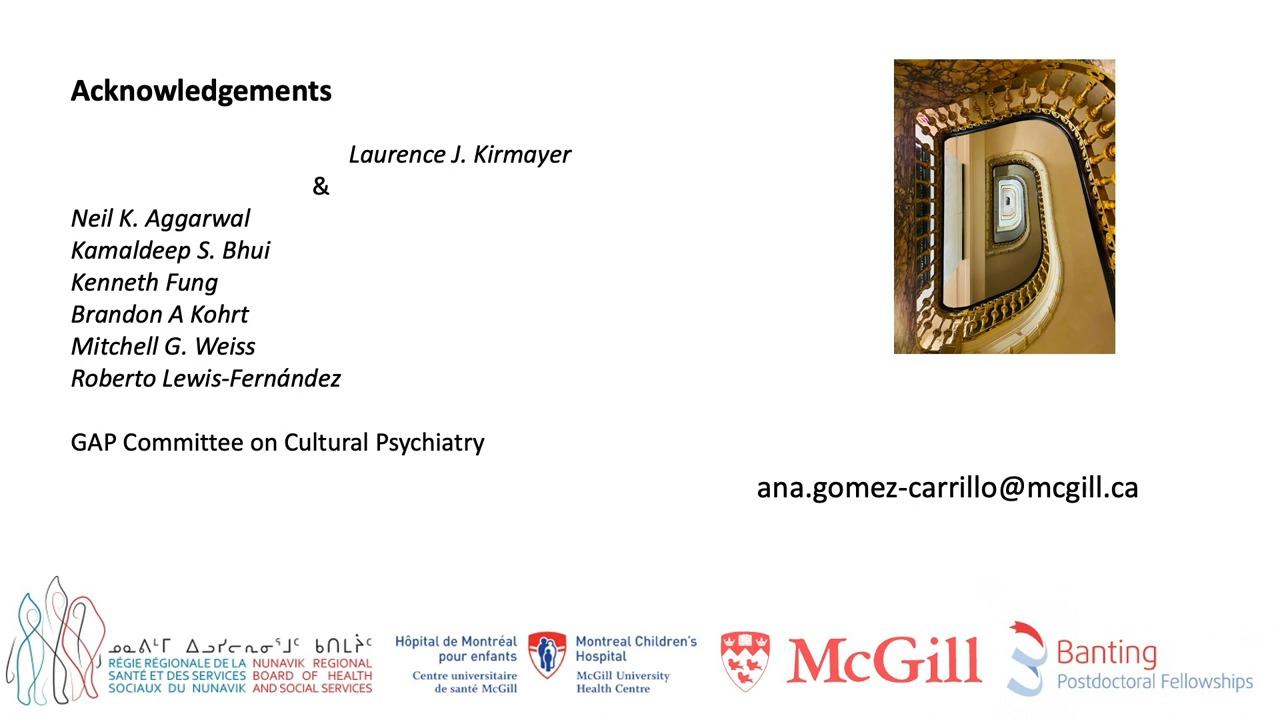 Acknowledgements
Laurence J. Kirmayer
&
Neil K. Aggarwal
Kamaldeep S. Bhui
Kenneth Fung
Brandon A Kohrt
Mitchell G. Weiss
Roberto Lewis-Fernández
GAP Committee on Cultural Psychiatry
ana.gomez-carrillo@mcgill.ca
ᓄᓇᕕᒻᒥ ᐃᓗᓯᓕᕆᓂᕐᒧᑦ ᑲᑎᒪᔩᑦ
RÉGIE RÉGIONALE DE LA
SANTÉ ET DES SERVICES
SOCIAUX DU NUNAVIK
NUNAVIK REGIONAL
BOARD OF HEALTH
AND SOCIAL SERVICES
Hôpital de Montréal
pour enfants
Centre universitaire
de santé McGill
Montreal Children's
Hospital
McGill University
Health Centre
McGill
Banting
Postdoctoral Fellowships